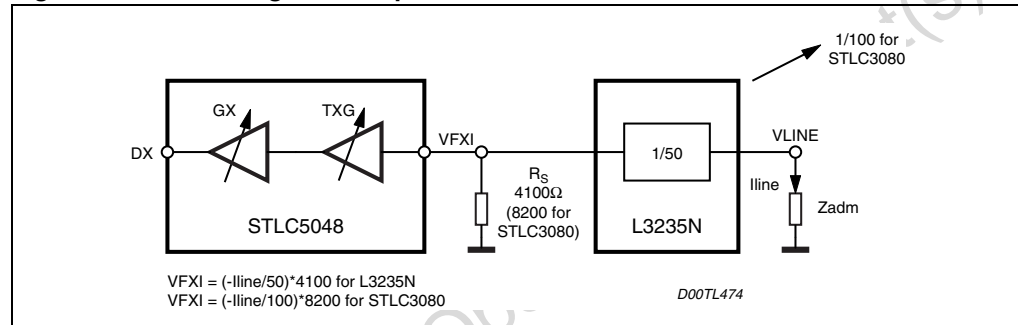 1/100 for
STLC3080
GX
TXG
DX
VFXI
VLINE
1/50
Iline
RS
4100Ω
(8200 for
STLC3080)
Zadm
STLC5048
L3235N
VFXI = (-Iline/50)*4100 for L3235N
VFXI = (-Iline/100)*8200 for STLC3080
D00TL474